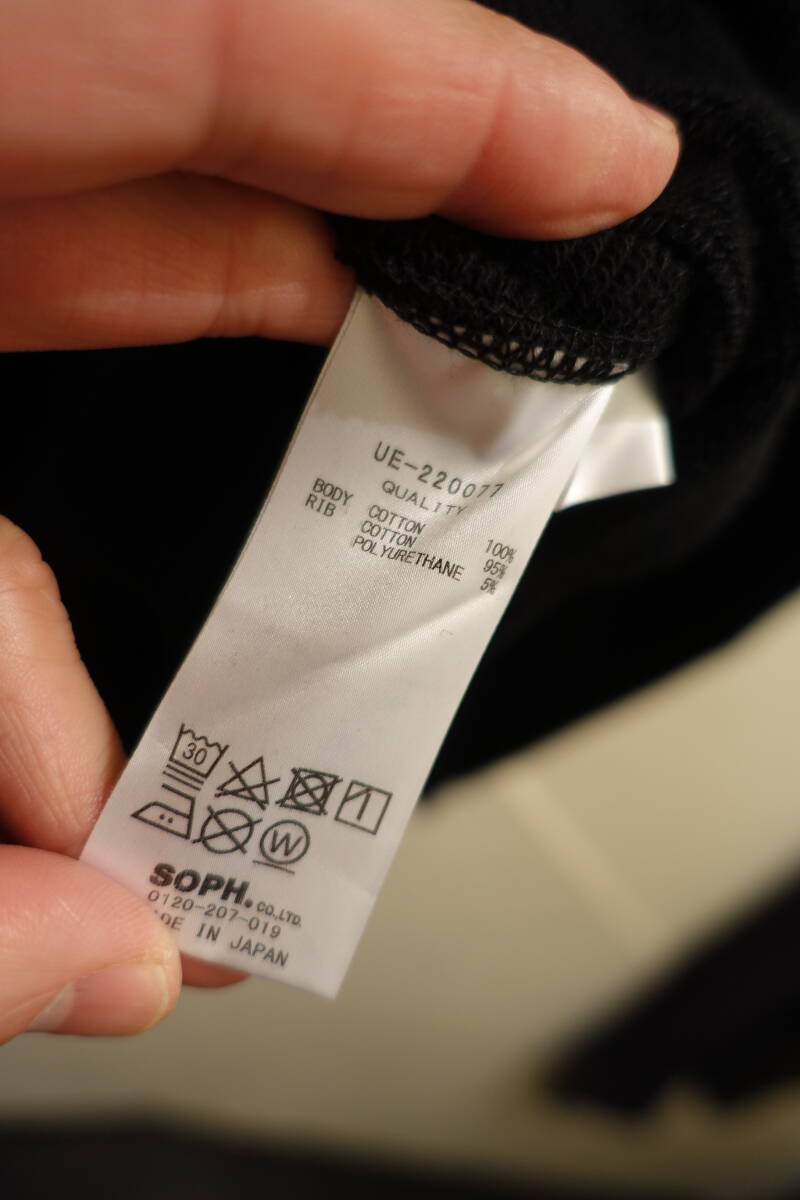 UE-220077
QUALITY
BODY COTTON 100%
RIB COTTON 95%
POLYURETHANE 5%
30
W
SOPH. CO.,LTD.
0120-207-019
ADE IN JAPAN